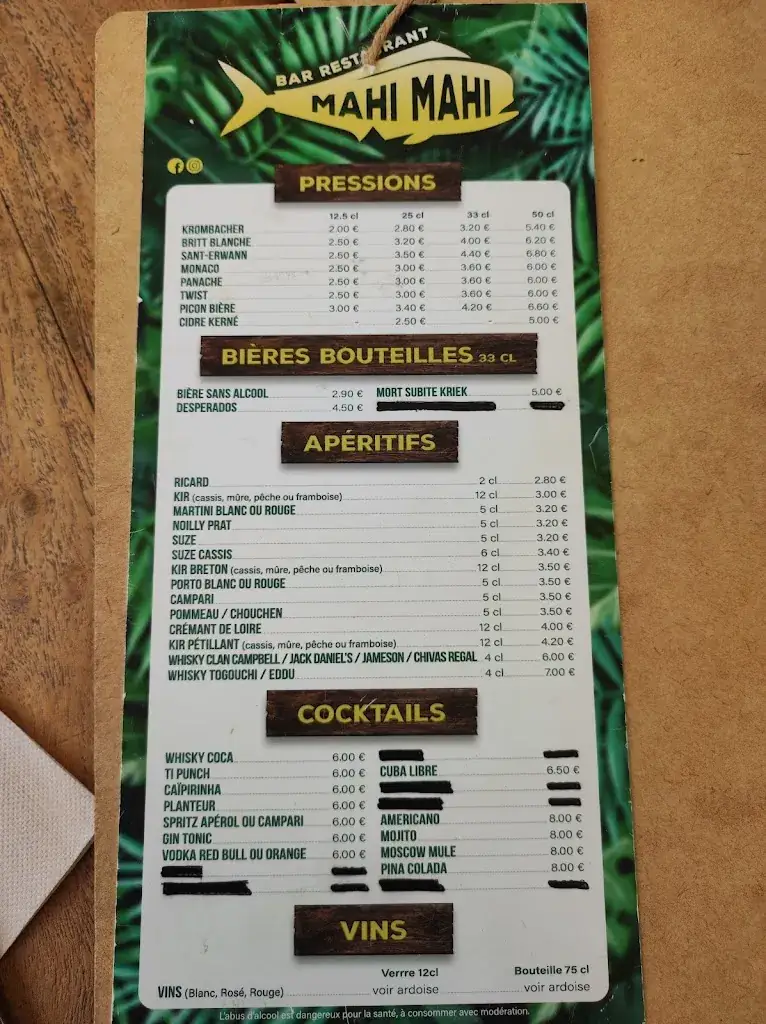 BAR RESTAURANT
MAHI MAHI
PRESSIONS
12.5 cl 25 cl 33 cl 50 cl
KROMBACHER 2.00 € 2.80 € 3.20 € 5.40 €
BRITT BLANCHE 2.50 € 3.20 € 4.00 € 6.20 €
SANT-ERWANN 2.50 € 3.50 € 4.40 € 6.80 €
MONACO 2.50 € 3.00 € 3.60 € 6.00 €
PANACHE 2.50 € 3.00 € 3.60 € 6.00 €
TWIST 2.50 € 3.00 € 3.60 € 6.00 €
PICON BIÈRE 3.00 € 3.40 € 4.20 € 6.60 €
CIDRE KERNÉ - 2.50 € - 5.00 €
BIÈRES BOUTEILLES 33 CL
BIÈRE SANS ALCOOL 2.90 € MORT SUBITE KRIEK 5.00 €
DESPERADOS 4.50 €
APÉRITIFS
RICARD 2 cl 2.80 €
KIR (cassis, mûre, pêche ou framboise) 12 cl 3.00 €
MARTINI BLANC OU ROUGE 5 cl 3.20 €
NOILLY PRAT 5 cl 3.20 €
SUZE 5 cl 3.20 €
SUZE CASSIS 6 cl 3.40 €
KIR BRETON (cassis, mûre, pêche ou framboise) 12 cl 3.50 €
PORTO BLANC OU ROUGE 5 cl 3.50 €
CAMPARI 5 cl 3.50 €
POMMEAU / CHOUCHEN 5 cl 3.50 €
CRÉMANT DE LOIRE 12 cl 4.00 €
KIR PÉTILLANT (cassis, mûre, pêche ou framboise) 12 cl 4.20 €
WHISKY CLAN CAMPBELL / JACK DANIEL'S / JAMESON / CHIVAS REGAL 4 cl 6.00 €
WHISKY TOGOUCHI / EDDU 4 cl 7.00 €
COCKTAILS
WHISKY COCA 6.00 €
TI PUNCH 6.00 € CUBA LIBRE 6.50 €
CAÏPIRINHA 6.00 €
PLANTEUR 6.00 €
SPRITZ APÉROL OU CAMPARI 6.00 € AMERICANO 8.00 €
GIN TONIC 6.00 € MOJITO 8.00 €
VODKA RED BULL OU ORANGE 6.00 € MOSCOW MULE 8.00 €
PINA COLADA 8.00 €
VINS
Verrre 12cl Bouteille 75 cl
VINS (Blanc, Rosé, Rouge) voir ardoise voir ardoise
L'abus d'alcool est dangereux pour la santé, à consommer avec modération.